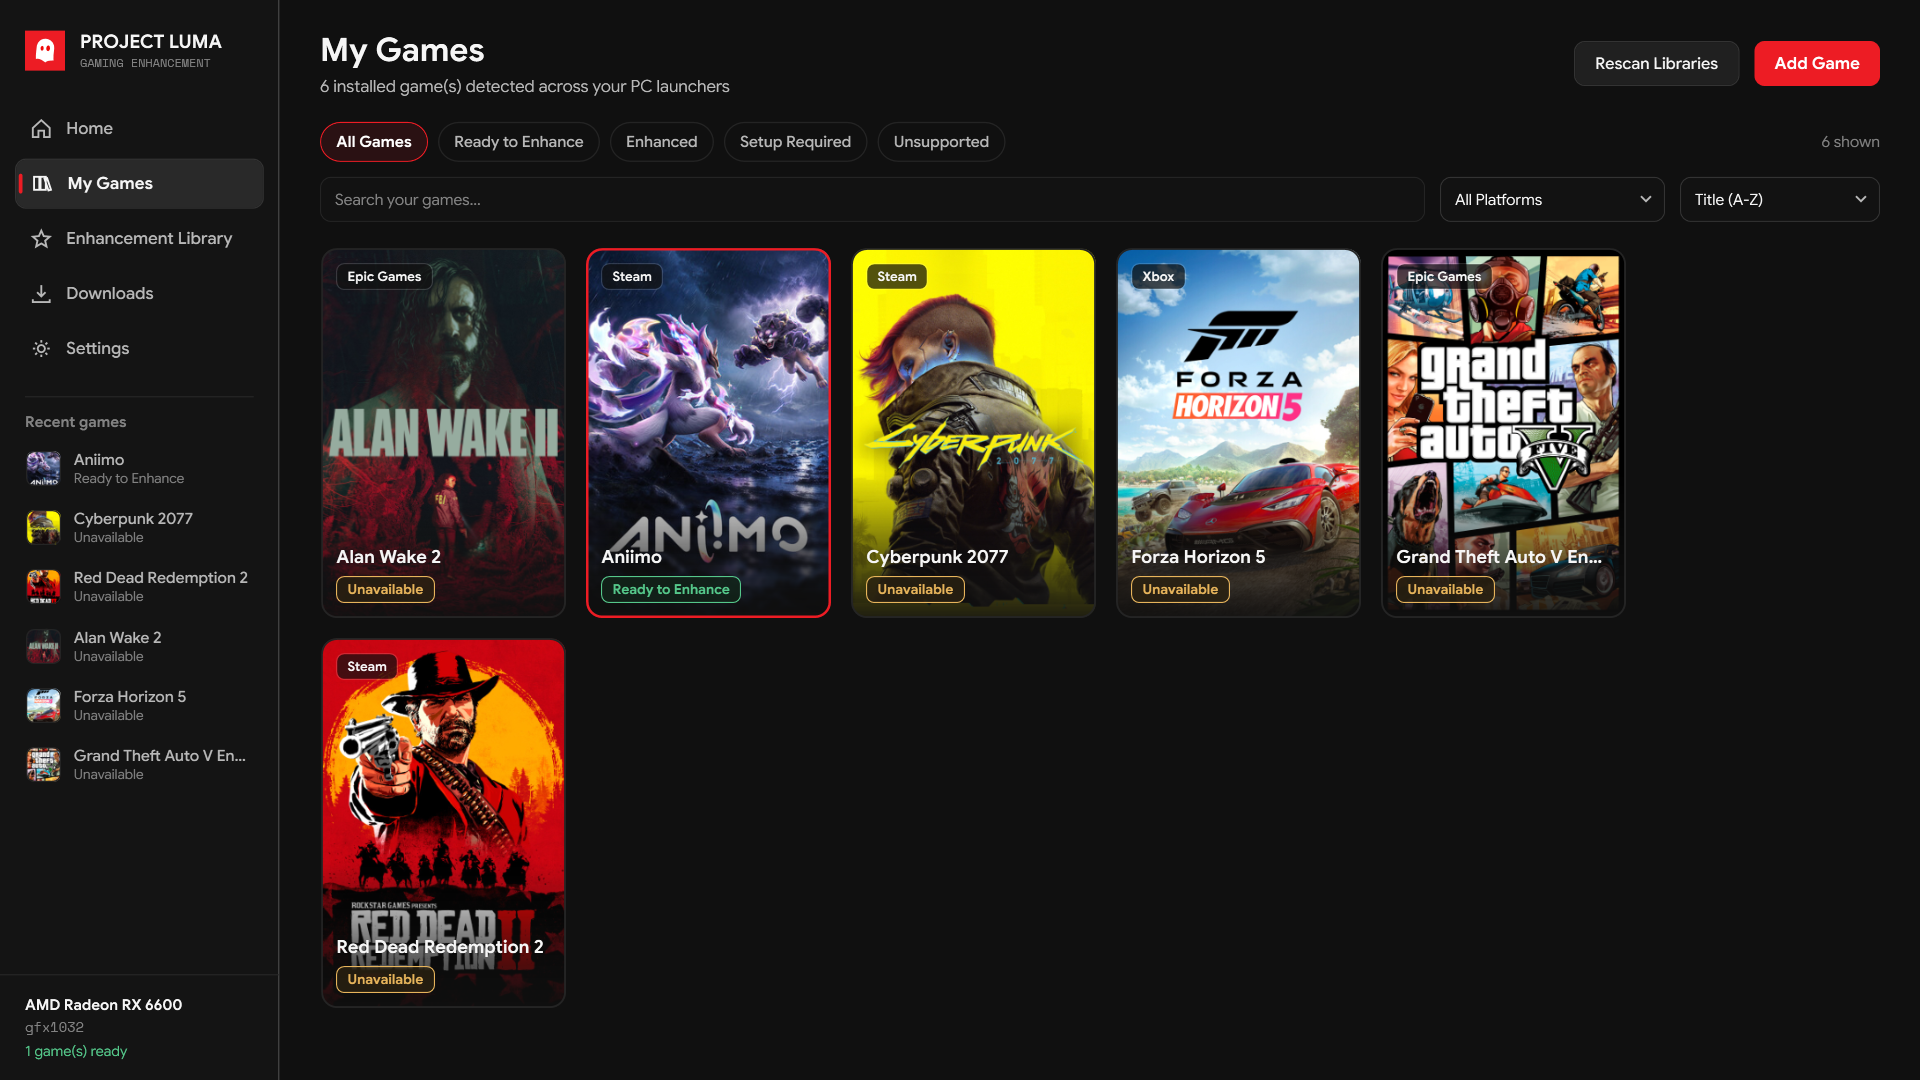 PROJECT LUMA
GAMING ENHANCEMENT
Home
My Games
Enhancement Library
Downloads
Settings
Recent games
Aniimo
Ready to Enhance
Cyberpunk 2077
Unavailable
Red Dead Redemption 2
Unavailable
Alan Wake 2
Unavailable
Forza Horizon 5
Unavailable
Grand Theft Auto V En...
Unavailable
AMD Radeon RX 6600
gfx1032
1 game(s) ready
My Games
6 installed game(s) detected across your PC launchers
Rescan Libraries
Add Game
All Games
Ready to Enhance
Enhanced
Setup Required
Unsupported
6 shown
Search your games...
All Platforms
Title (A-Z)
Epic Games
ALAN WAKE II
Alan Wake 2
Unavailable
Steam
ANIIMO
Aniimo
Ready to Enhance
Steam
Cyberpunk
2077
Cyberpunk 2077
Unavailable
Xbox
FORZA
HORIZON 5
Forza Horizon 5
Unavailable
Epic Games
grand
theft
auto V
FIVE
Grand Theft Auto V En...
Unavailable
Steam
ROCKSTAR GAMES PRESENTS
RED DEAD
REDEMPTION II
Red Dead Redemption 2
Unavailable